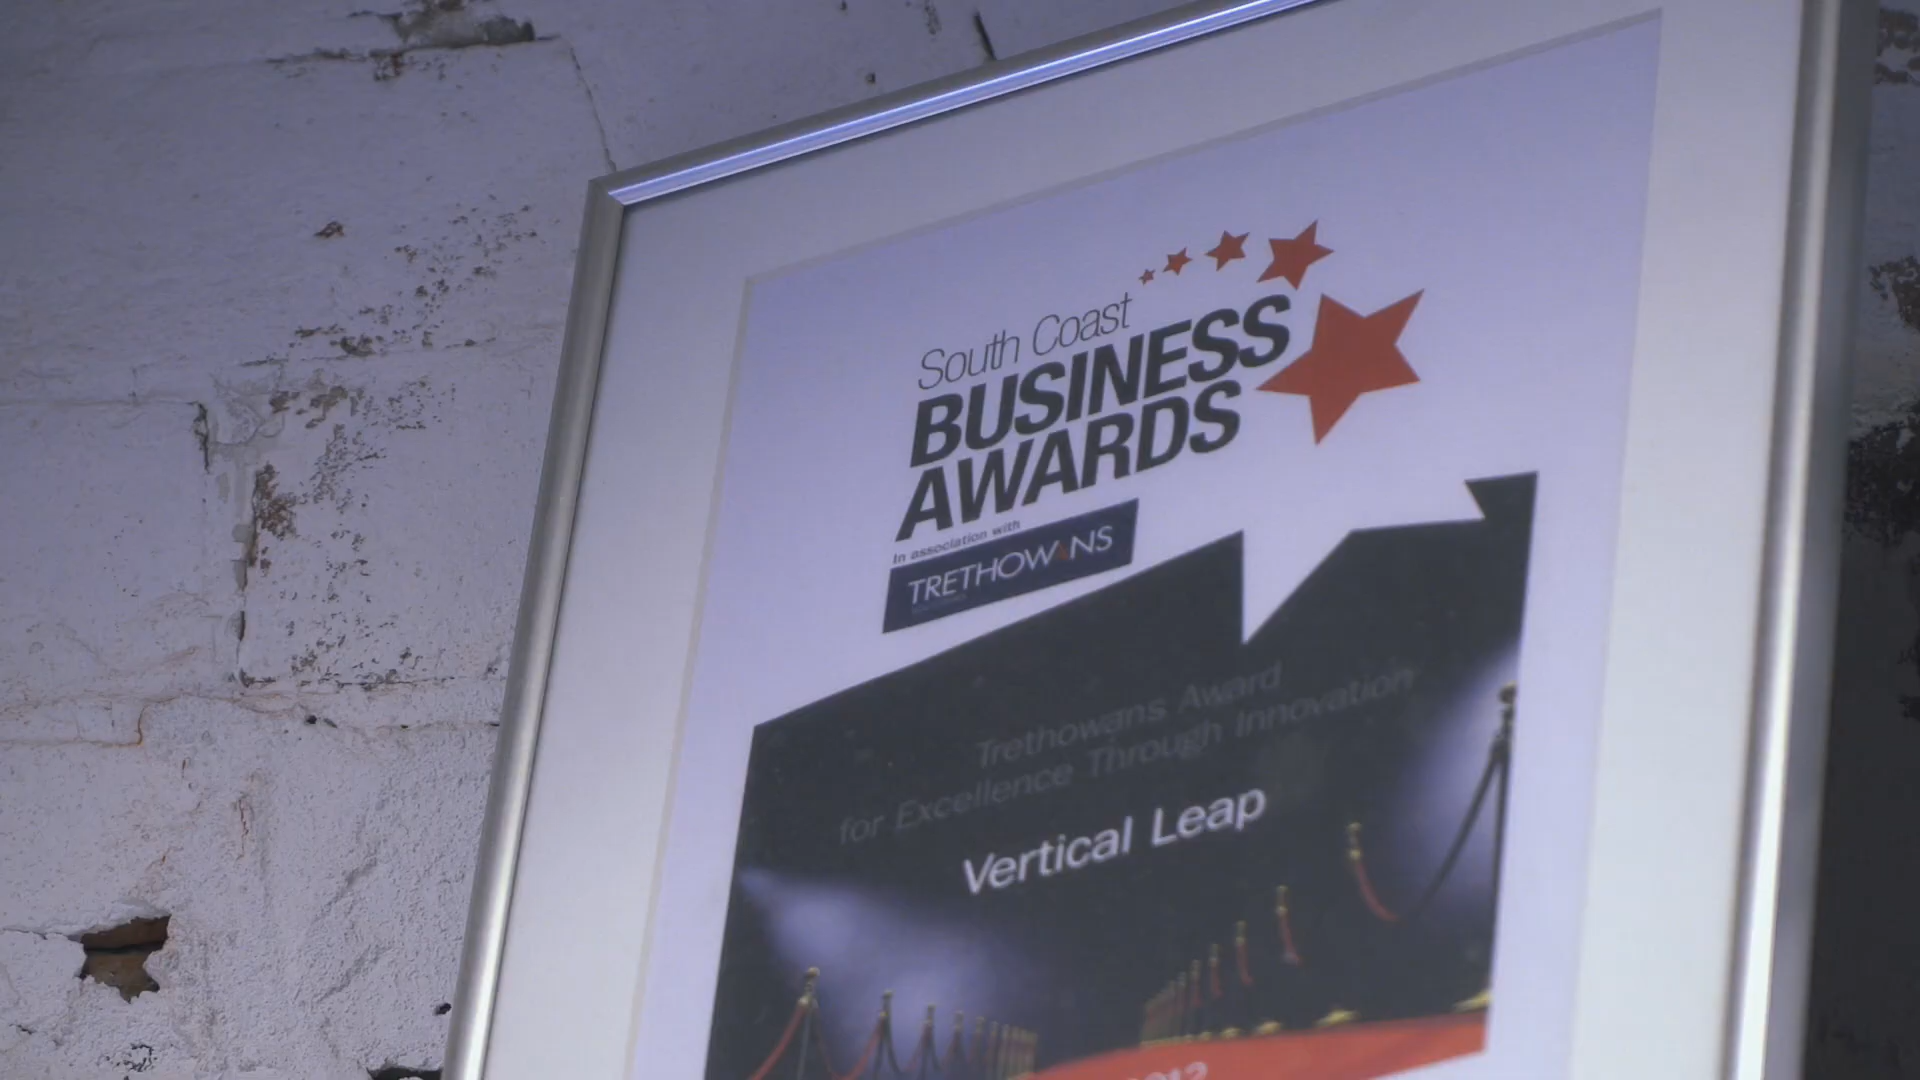 South Coast
BUSINESS
AWARDS
In association with
TRETHOWANS
Trethowans Award
for Excellence Through Innovation
Vertical Leap